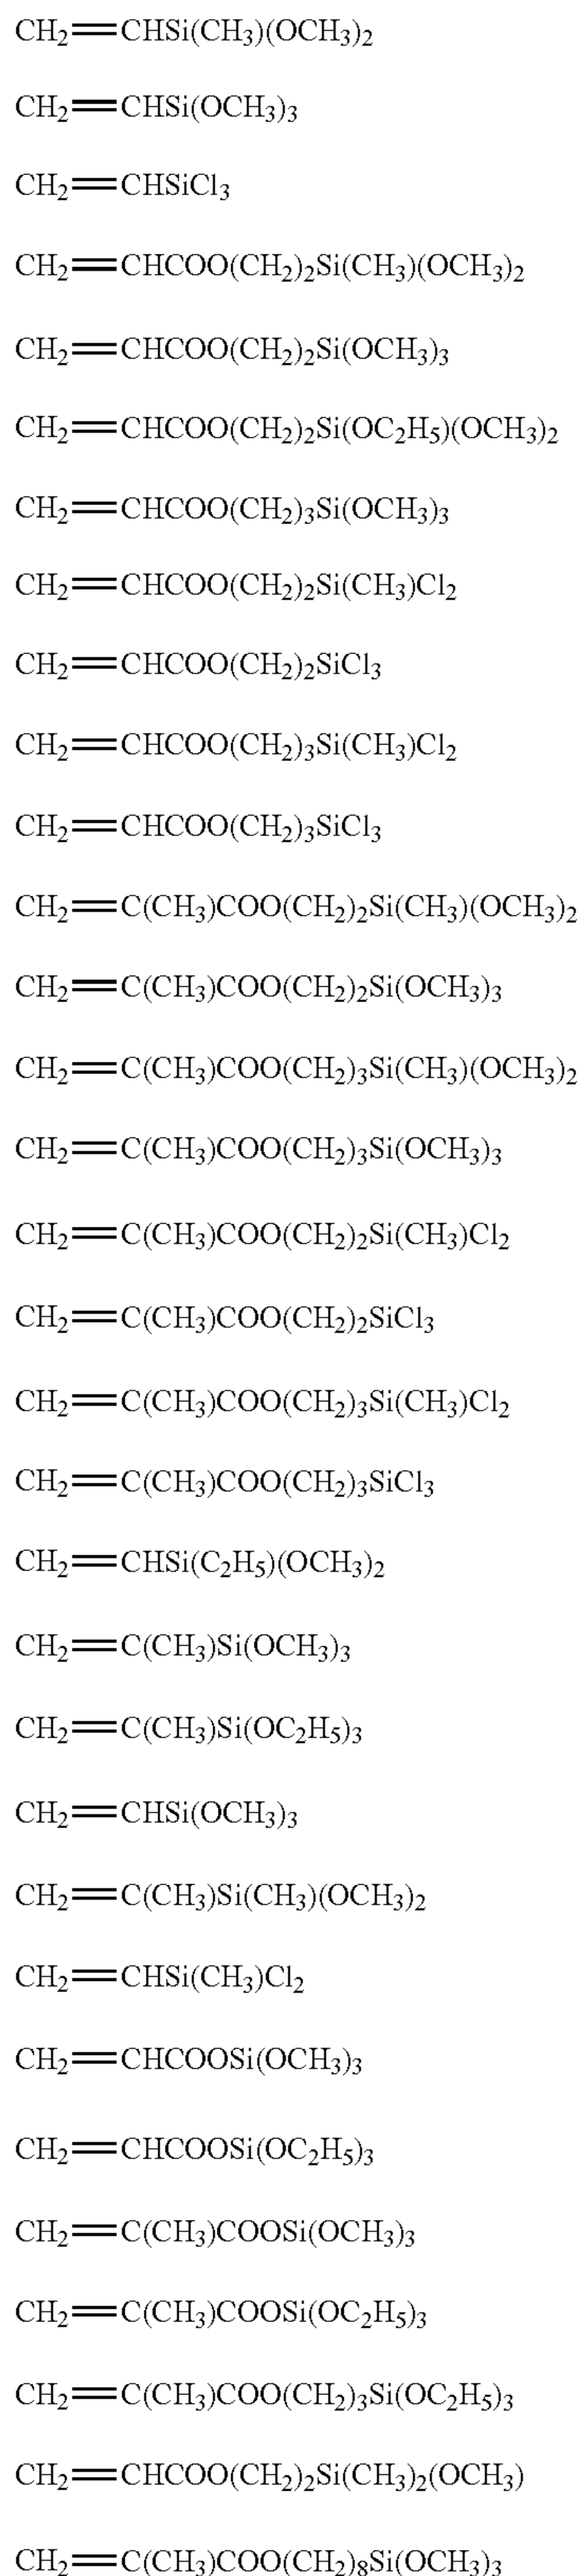 CH₂=CHSi(CH₃)(OCH₃)₂
CH₂=CHSi(OCH₃)₃
CH₂=CHSiCl₃
CH₂=CHCOO(CH₂)₂Si(CH₃)(OCH₃)₂
CH₂=CHCOO(CH₂)₂Si(OCH₃)₃
CH₂=CHCOO(CH₂)₂Si(OC₂H₅)(OCH₃)₂
CH₂=CHCOO(CH₂)₃Si(OCH₃)₃
CH₂=CHCOO(CH₂)₂Si(CH₃)Cl₂
CH₂=CHCOO(CH₂)₂SiCl₃
CH₂=CHCOO(CH₂)₃Si(CH₃)Cl₂
CH₂=CHCOO(CH₂)₃SiCl₃
CH₂=C(CH₃)COO(CH₂)₂Si(CH₃)(OCH₃)₂
CH₂=C(CH₃)COO(CH₂)₂Si(OCH₃)₃
CH₂=C(CH₃)COO(CH₂)₃Si(CH₃)(OCH₃)₂
CH₂=C(CH₃)COO(CH₂)₃Si(OCH₃)₃
CH₂=C(CH₃)COO(CH₂)₂Si(CH₃)Cl₂
CH₂=C(CH₃)COO(CH₂)₂SiCl₃
CH₂=C(CH₃)COO(CH₂)₃Si(CH₃)Cl₂
CH₂=C(CH₃)COO(CH₂)₃SiCl₃
CH₂=CHSi(C₂H₅)(OCH₃)₂
CH₂=C(CH₃)Si(OCH₃)₃
CH₂=C(CH₃)Si(OC₂H₅)₃
CH₂=CHSi(OCH₃)₃
CH₂=C(CH₃)Si(CH₃)(OCH₃)₂
CH₂=CHSi(CH₃)Cl₂
CH₂=CHCOOSi(OCH₃)₃
CH₂=CHCOOSi(OC₂H₅)₃
CH₂=C(CH₃)COOSi(OCH₃)₃
CH₂=C(CH₃)COOSi(OC₂H₅)₃
CH₂=C(CH₃)COO(CH₂)₃Si(OC₂H₅)₃
CH₂=CHCOO(CH₂)₂Si(CH₃)₂(OCH₃)
CH₂=C(CH₃)COO(CH₂)₈Si(OCH₃)₃